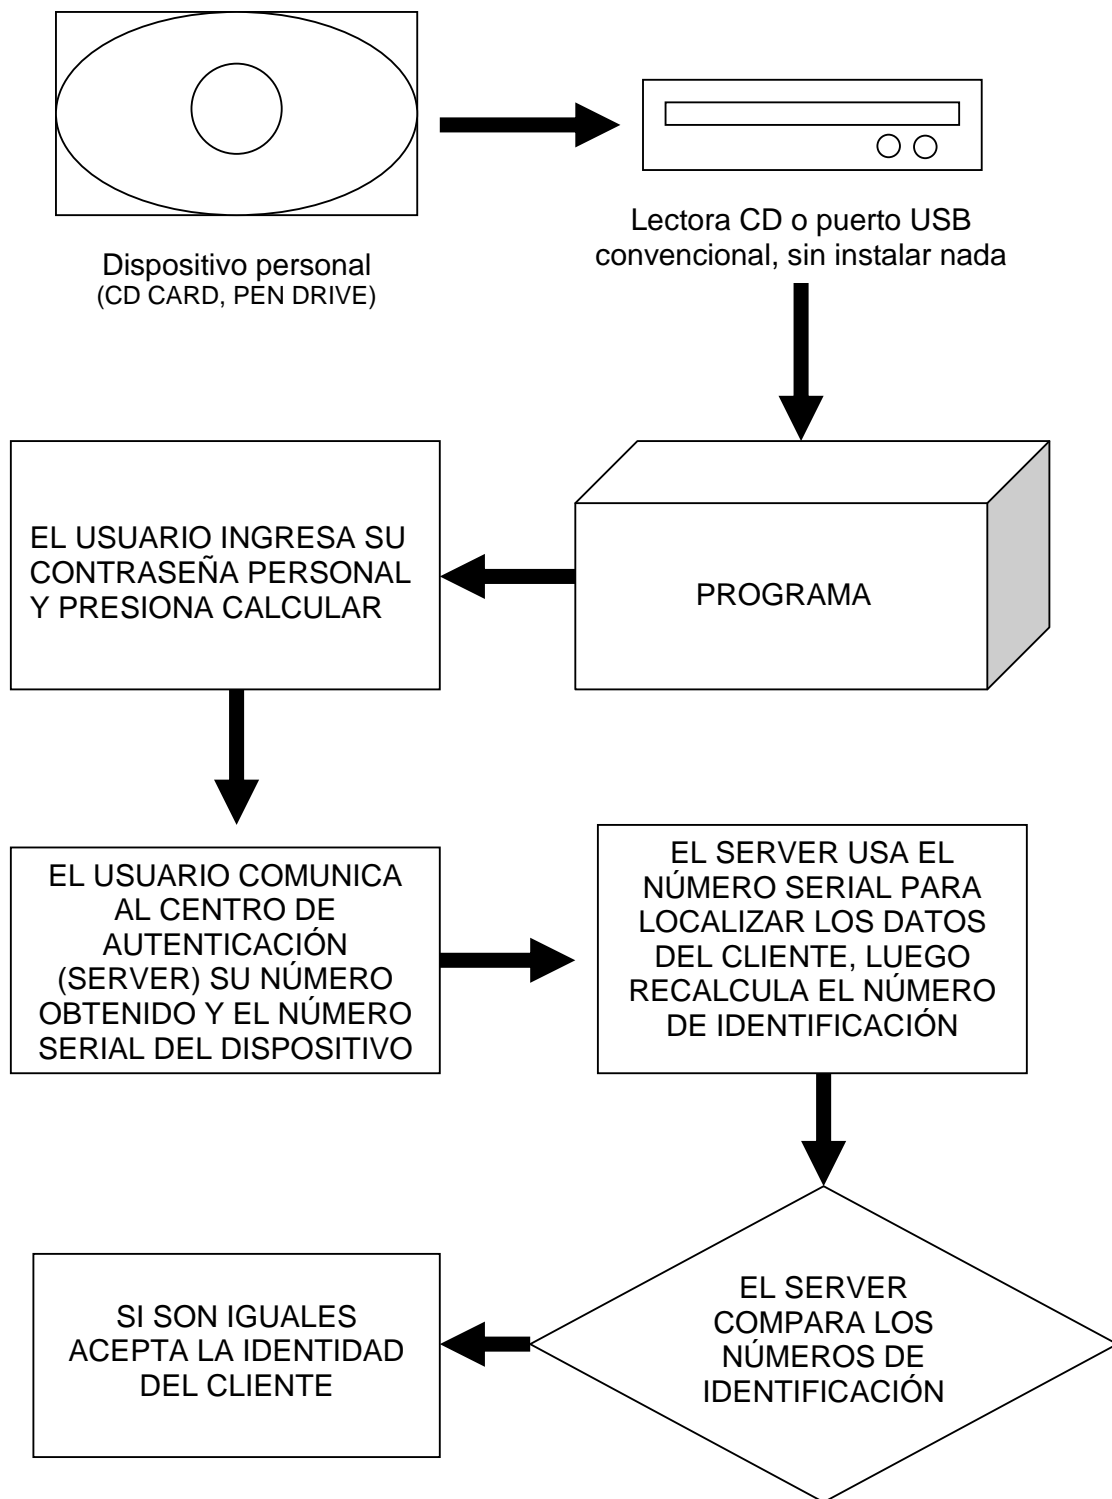 Dispositivo personal
(CD CARD, PEN DRIVE)
Lectora CD o puerto USB
convencional, sin instalar nada
PROGRAMA
EL USUARIO INGRESA SU
CONTRASEÑA PERSONAL
Y PRESIONA CALCULAR
EL USUARIO COMUNICA
AL CENTRO DE
AUTENTICACIÓN
(SERVER) SU NÚMERO
OBTENIDO Y EL NÚMERO
SERIAL DEL DISPOSITIVO
EL SERVER USA EL
NÚMERO SERIAL PARA
LOCALIZAR LOS DATOS
DEL CLIENTE, LUEGO
RECALCULA EL NÚMERO
DE IDENTIFICACIÓN
EL SERVER
COMPARA LOS
NÚMEROS DE
IDENTIFICACIÓN
SI SON IGUALES
ACEPTA LA IDENTIDAD
DEL CLIENTE